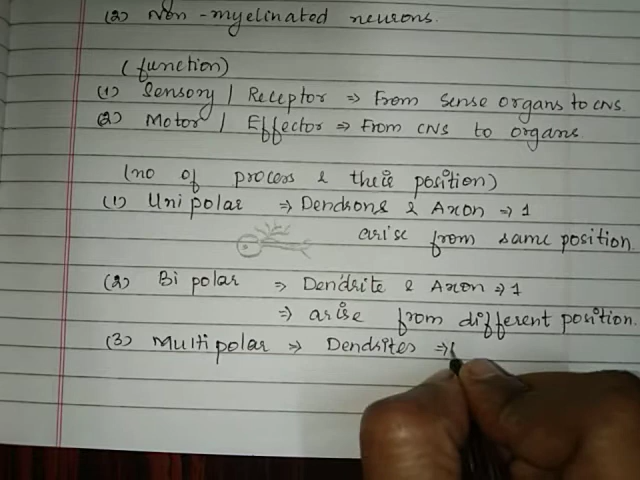 (2) Non-myelinated neurons.
(function)
(1) Sensory / Receptor ⇒ From sense organs to CNS.
(2) Motor / Effector ⇒ From CNS to organs
(no of process & their position)
(1) Unipolar ⇒ Dendrons & Axon ⇒ 1
arise from same position.
(2) Bi polar ⇒ Dendrite & Axon ⇒ 1
⇒ arise from different position.
(3) Multipolar ⇒ Dendrites ⇒